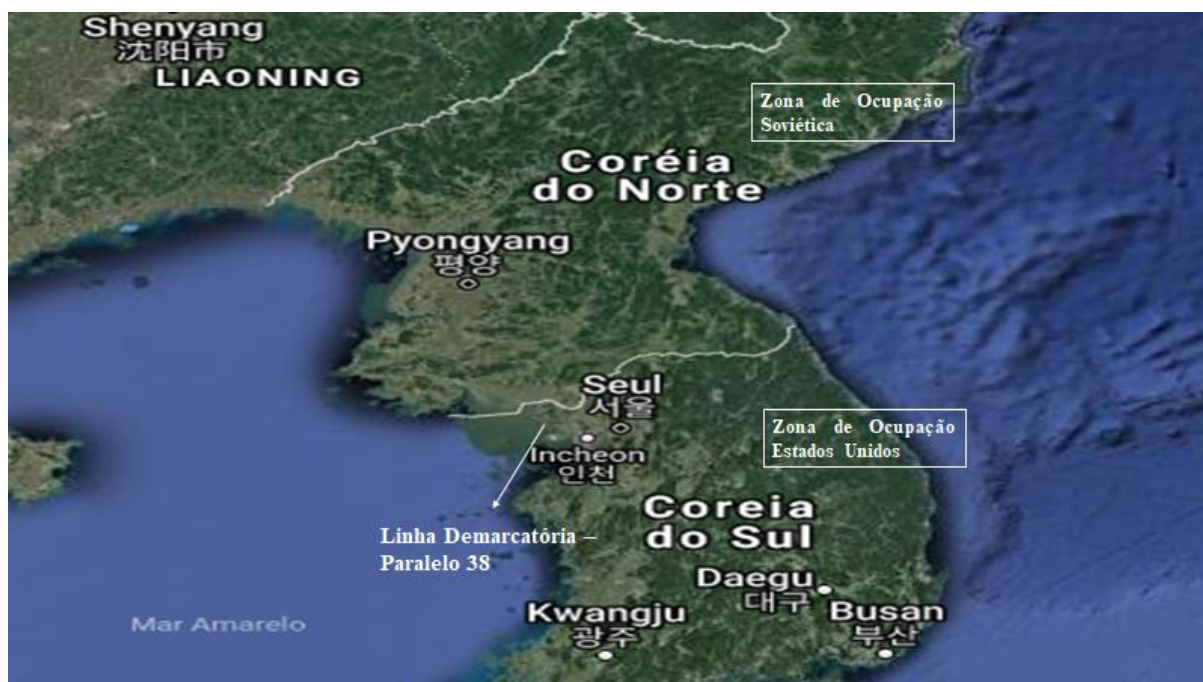 Shenyang
沈阳市
LIAONING
Zona de Ocupação
Soviética
Coréia
do Norte
Pyongyang
평양
Seul
서울
Zona de Ocupação
Estados Unidos
Incheon
인천
Coreia
do Sul
Linha Demarcatória –
Paralelo 38
Daegu
대구
Kwangju
광주
Busan
부산
Mar Amarelo